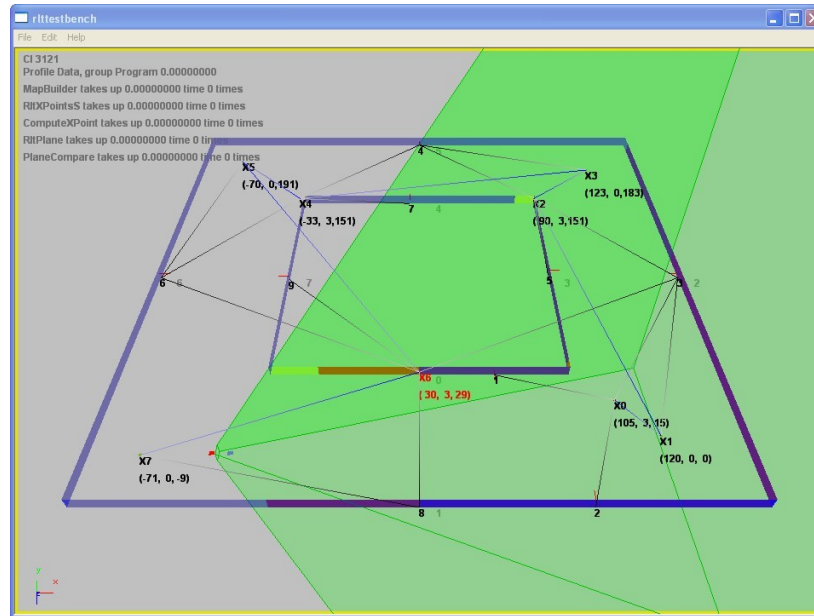 rlttestbench
File Edit Help
CI 3121
Profile Data, group Program 0.00000000
MapBuilder takes up 0.00000000 time 0 times
RltXPointsS takes up 0.00000000 time 0 times
ComputeXPoint takes up 0.00000000 time 0 times
RltPlane takes up 0.00000000 time 0 times
PlaneCompare takes up 0.00000000 time 0 times
4
X5
(-70, 0,191)
X3
(123, 0,183)
X4
(-33, 3,151)
7 4
X2
(90, 3,151)
6 6
9 7
5 3
3 2
X6 0
(30, 3,29)
1
X0
(105, 3,15)
X1
(120, 0, 0)
X7
(-71, 0, -9)
8 1
2
y
x